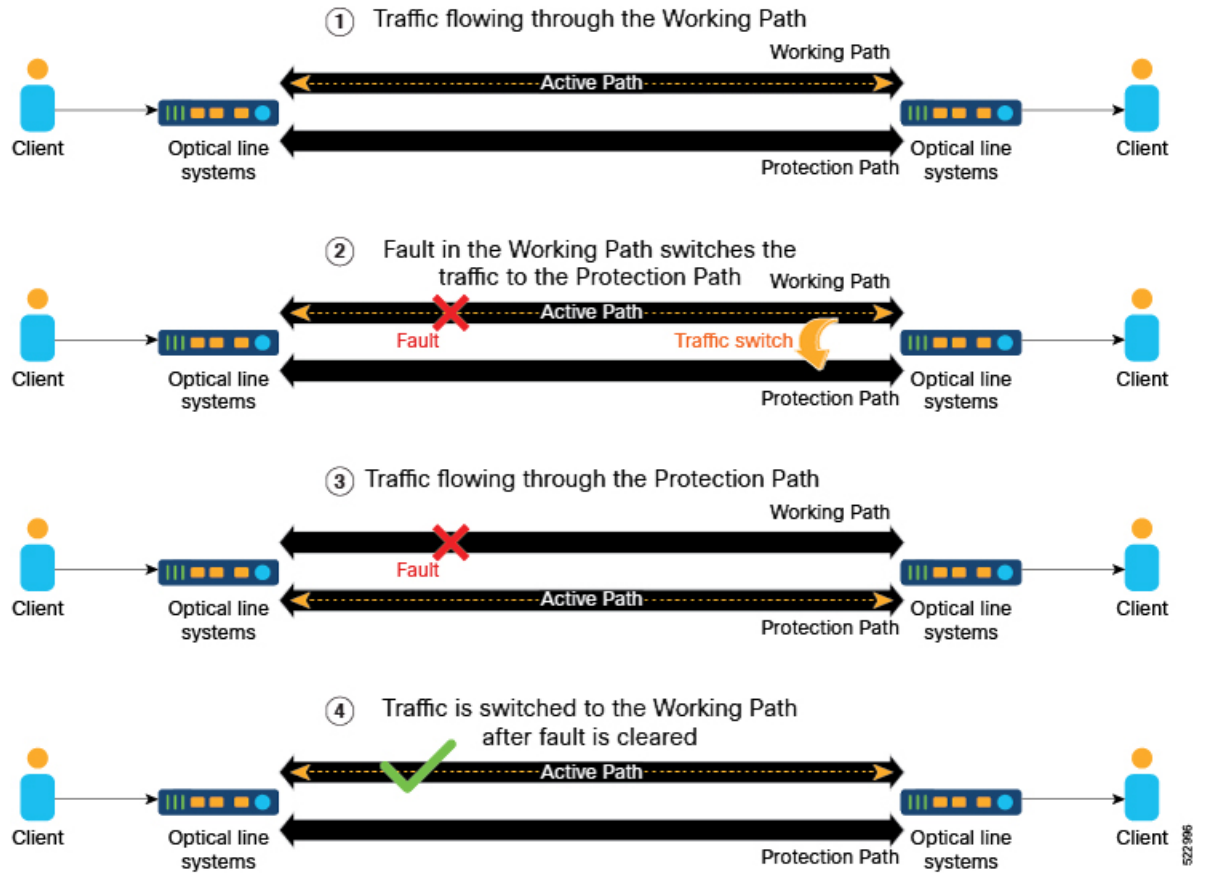 1 Traffic flowing through the Working Path
Working Path
Active Path
Client
Optical line
systems
Protection Path
Optical line
systems
Client
2 Fault in the Working Path switches the
traffic to the Protection Path
Working Path
Active Path
Fault
Traffic switch
Client
Optical line
systems
Protection Path
Optical line
systems
Client
3 Traffic flowing through the Protection Path
Working Path
Fault
Active Path
Client
Optical line
systems
Protection Path
Optical line
systems
Client
4 Traffic is switched to the Working Path
after fault is cleared
Active Path
Client
Optical line
systems
Protection Path
Optical line
systems
Client
522996